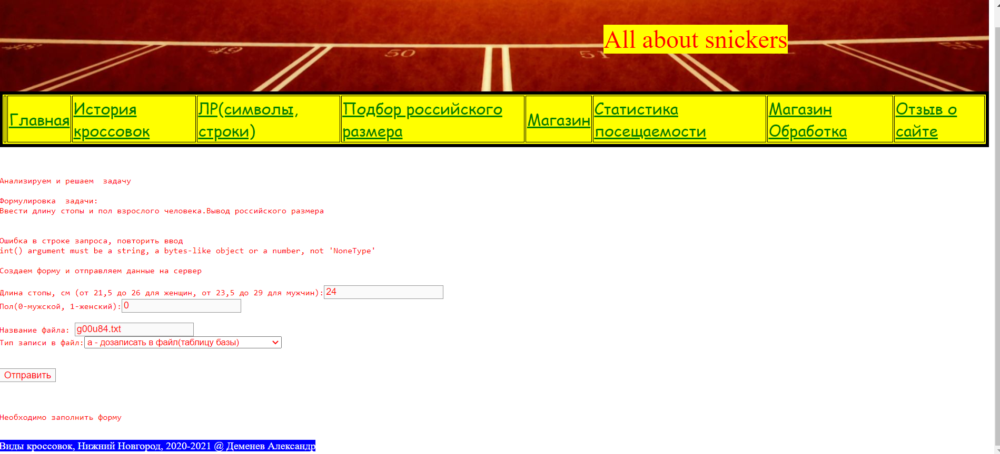 All about snickers
49 50 51 53
Главная История кроссовок ЛР(символы, строки) Подбор российского размера Магазин Статистика посещаемости Магазин Обработка Отзыв о сайте
Анализируем и решаем задачу
Формулировка задачи:
Ввести длину стопы и пол взрослого человека.Вывод российского размера
Ошибка в строке запроса, повторить ввод
int() argument must be a string, a bytes-like object or a number, not 'NoneType'
Создаем форму и отправляем данные на сервер
Длина стопы, см (от 21,5 до 26 для женщин, от 23,5 до 29 для мужчин): 24
Пол(0-мужской, 1-женский): 0
Название файла: g00u84.txt
Тип записи в файл: a - дозаписать в файл(таблицу базы)
Отправить
Необходимо заполнить форму
Виды кроссовок, Нижний Новгород, 2020-2021 @ Деменев Александр